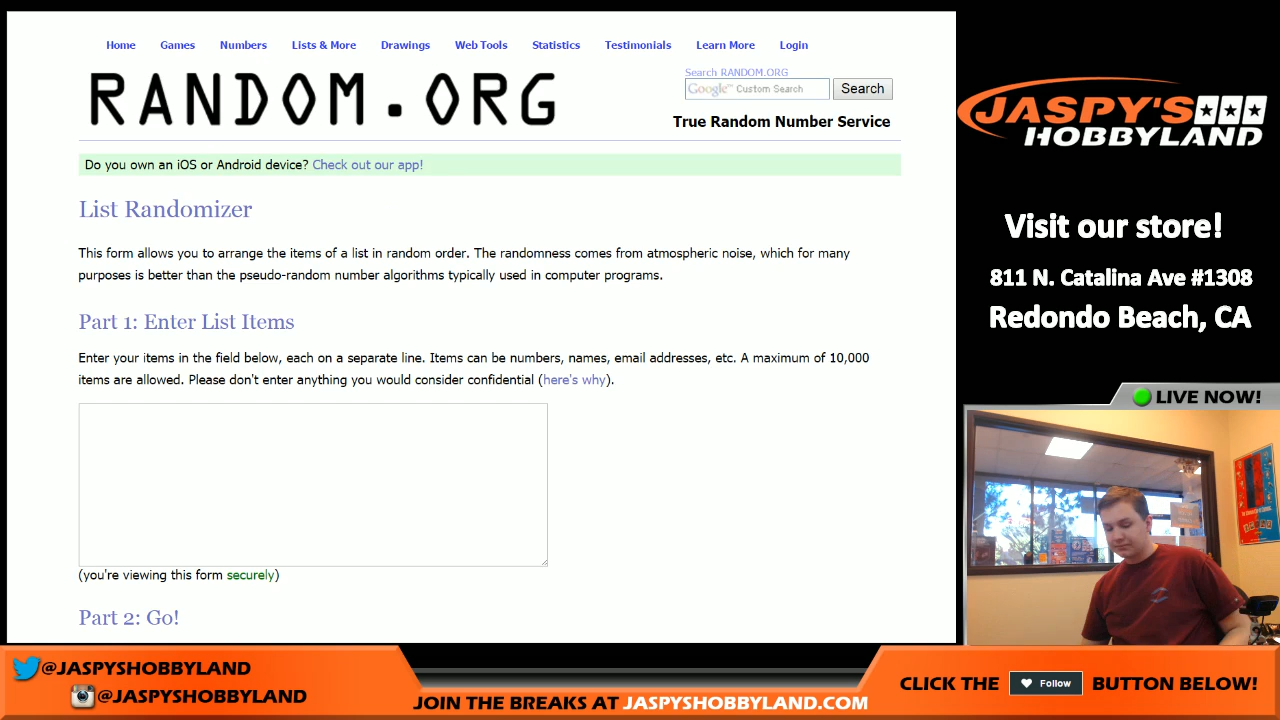 Home Games Numbers Lists & More Drawings Web Tools Statistics Testimonials Learn More Login
RANDOM.ORG
Search RANDOM.ORG
Google™ Custom Search
Search
True Random Number Service
Do you own an iOS or Android device? Check out our app!
List Randomizer
This form allows you to arrange the items of a list in random order. The randomness comes from atmospheric noise, which for many
purposes is better than the pseudo-random number algorithms typically used in computer programs.
Part 1: Enter List Items
Enter your items in the field below, each on a separate line. Items can be numbers, names, email addresses, etc. A maximum of 10,000
items are allowed. Please don't enter anything you would consider confidential (here's why).
(you're viewing this form securely)
Part 2: Go!
JASPY'S
HOBBYLAND
Visit our store!
811 N. Catalina Ave #1308
Redondo Beach, CA
LIVE NOW!
@JASPYSHOBBYLAND
@JASPYSHOBBYLAND
JOIN THE BREAKS AT JASPYSHOBBYLAND.COM
CLICK THE Follow BUTTON BELOW!